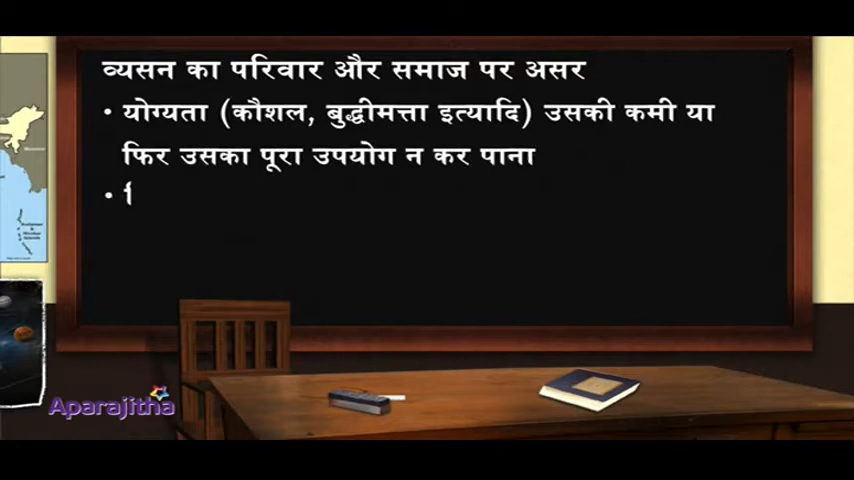 व्यसन का परिवार और समाज पर असर
• योग्यता (कौशल, बुद्धीमत्ता इत्यादि) उसकी कमी या
फिर उसका पूरा उपयोग न कर पाना
•
Aparajitha